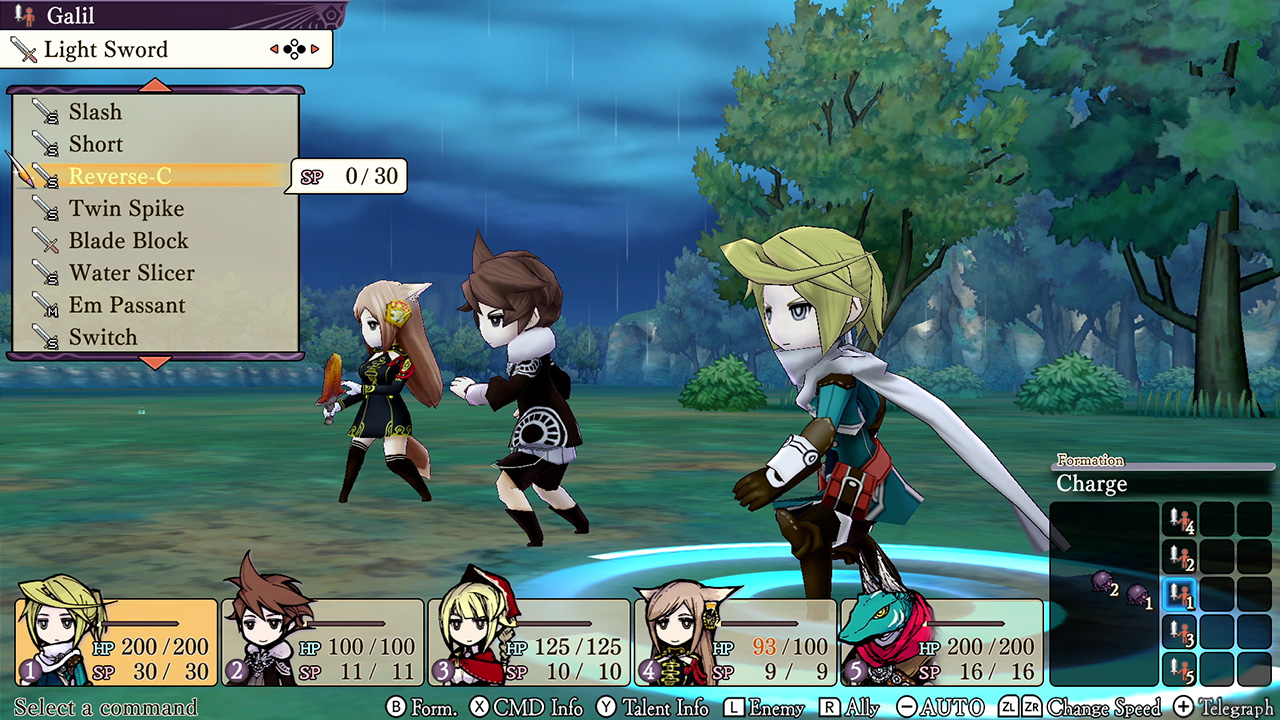 Galil
Light Sword
Slash
Short
Reverse-C
SP 0/30
Twin Spike
Blade Block
Water Slicer
Em Passant
Switch
Formation
Charge
4
2
2 1 1
3
5
1 HP 200/200
SP 30/ 30
2 HP 100/100
SP 11/ 11
3 HP 125/125
SP 10/ 10
4 HP 93/100
SP 9/ 9
5 HP 200/200
SP 16/ 16
Select a command
B Form. X CMD Info Y Talent Info L Enemy R Ally AUTO ZL ZR Change Speed Telegraph